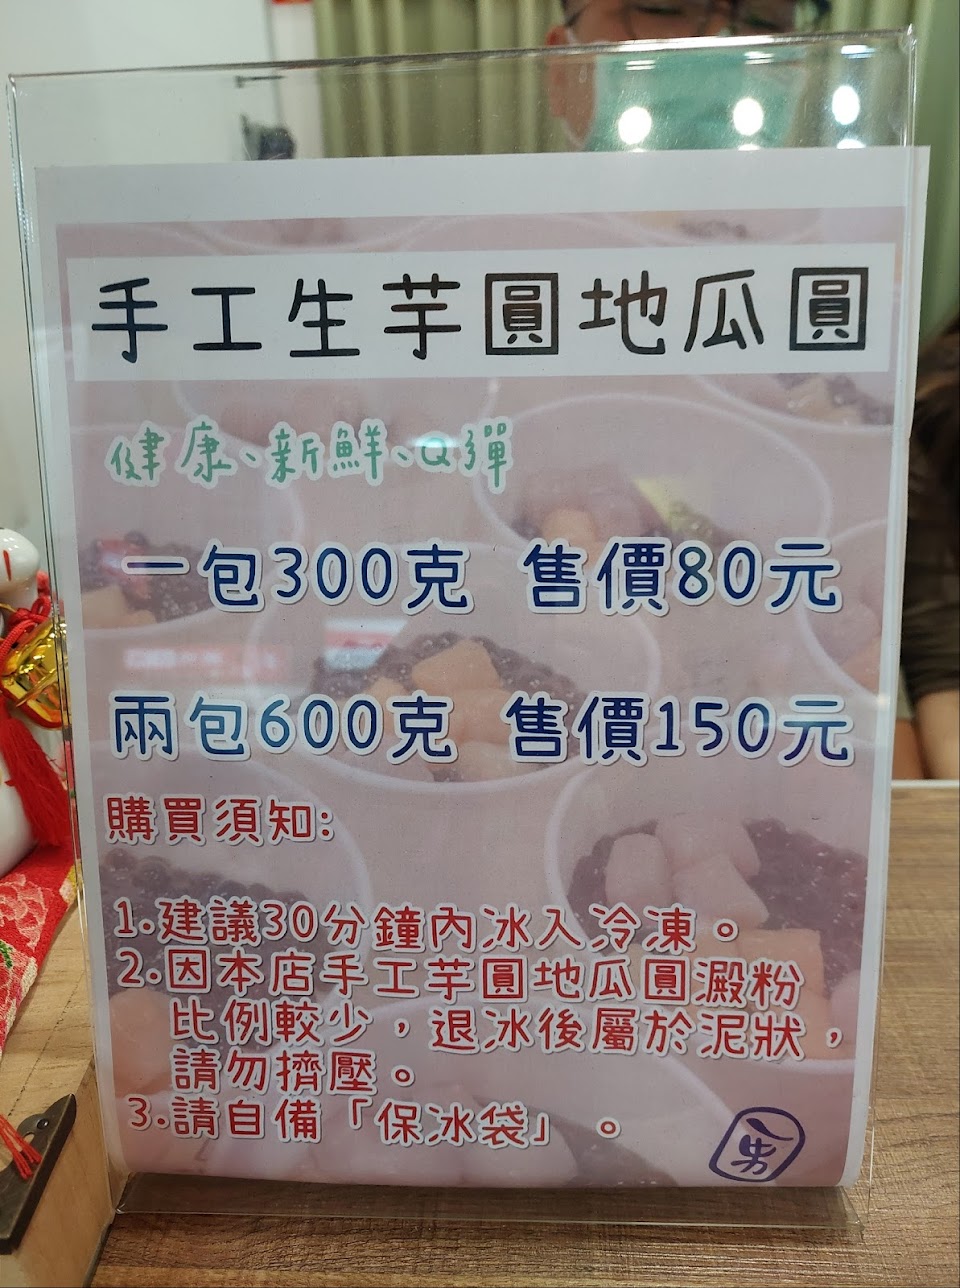 手工生芋圓地瓜圓
健康、新鮮、Q彈
一包300克 售價80元
兩包600克 售價150元
購買須知:
1.建議30分鐘內冰入冷凍。
2.因本店手工芋圓地瓜圓澱粉
比例較少，退冰後屬於泥狀，
請勿擠壓。
3.請自備「保冰袋」。